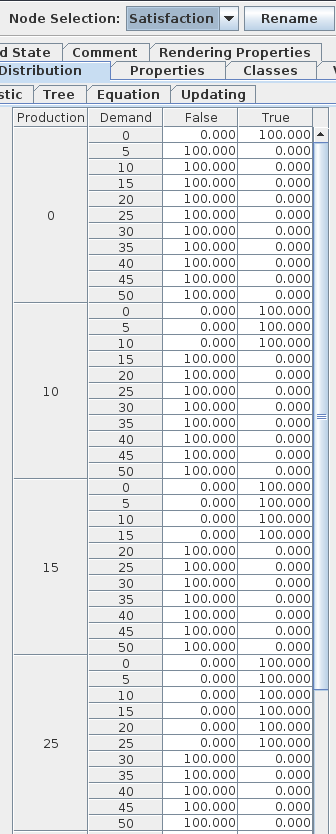 Node Selection: Satisfaction Rename
d State Comment Rendering Properties
Distribution Properties Classes
stic Tree Equation Updating
Production Demand False True
0 0 0.000 100.000
5 100.000 0.000
10 100.000 0.000
15 100.000 0.000
20 100.000 0.000
25 100.000 0.000
30 100.000 0.000
35 100.000 0.000
40 100.000 0.000
45 100.000 0.000
50 100.000 0.000
10 0 0.000 100.000
5 0.000 100.000
10 0.000 100.000
15 100.000 0.000
20 100.000 0.000
25 100.000 0.000
30 100.000 0.000
35 100.000 0.000
40 100.000 0.000
45 100.000 0.000
50 100.000 0.000
15 0 0.000 100.000
5 0.000 100.000
10 0.000 100.000
15 0.000 100.000
20 100.000 0.000
25 100.000 0.000
30 100.000 0.000
35 100.000 0.000
40 100.000 0.000
45 100.000 0.000
50 100.000 0.000
25 0 0.000 100.000
5 0.000 100.000
10 0.000 100.000
15 0.000 100.000
20 0.000 100.000
25 0.000 100.000
30 100.000 0.000
35 100.000 0.000
40 100.000 0.000
45 100.000 0.000
50 100.000 0.000